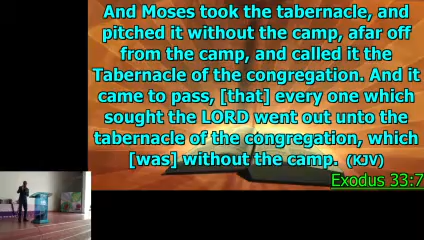 And Moses took the tabernacle, and
pitched it without the camp, afar off
from the camp, and called it the
Tabernacle of the congregation. And it
came to pass, [that] every one which
sought the LORD went out unto the
tabernacle of the congregation, which
[was] without the camp. (KJV)
Exodus 33:7